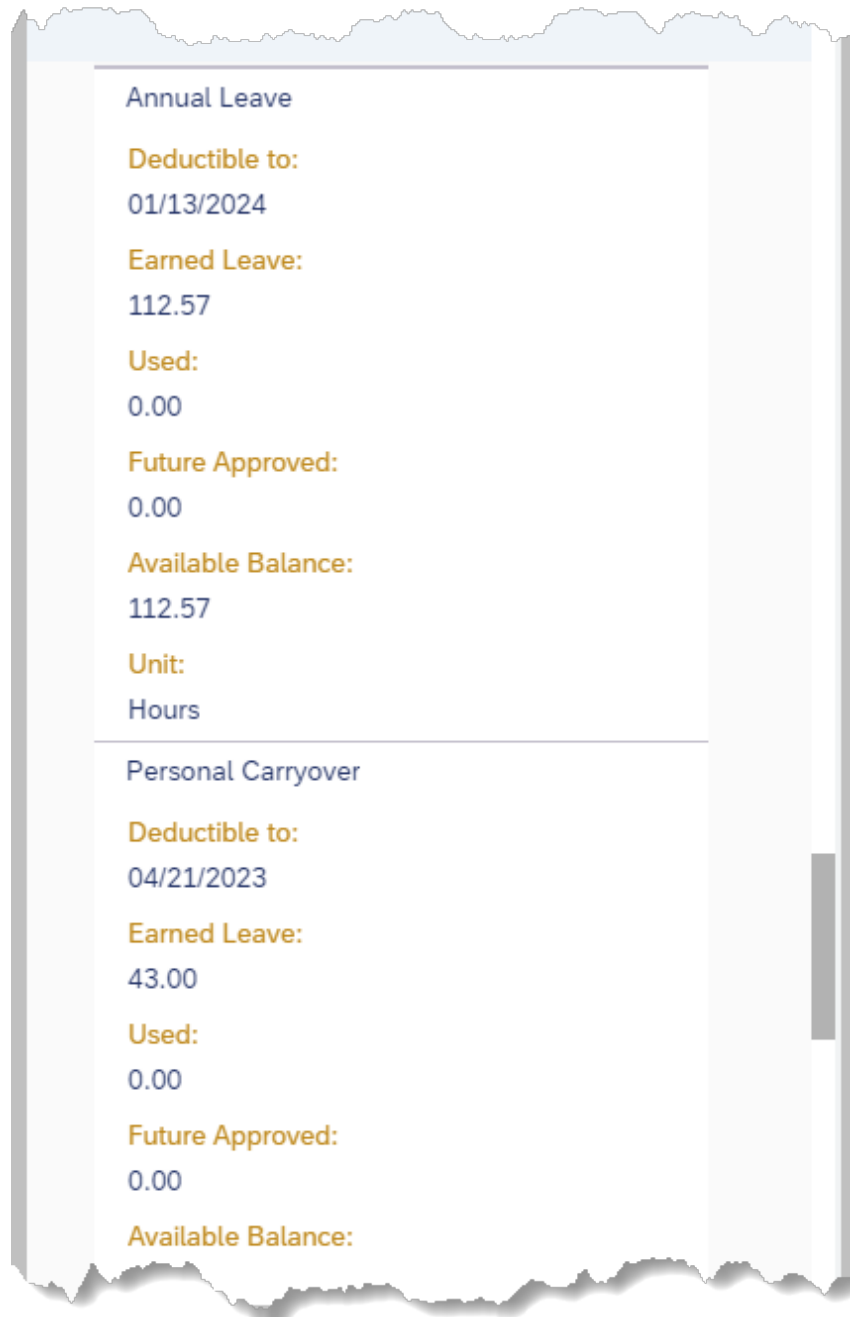 Annual Leave
Deductible to:
01/13/2024
Earned Leave:
112.57
Used:
0.00
Future Approved:
0.00
Available Balance:
112.57
Unit:
Hours
Personal Carryover
Deductible to:
04/21/2023
Earned Leave:
43.00
Used:
0.00
Future Approved:
0.00
Available Balance: